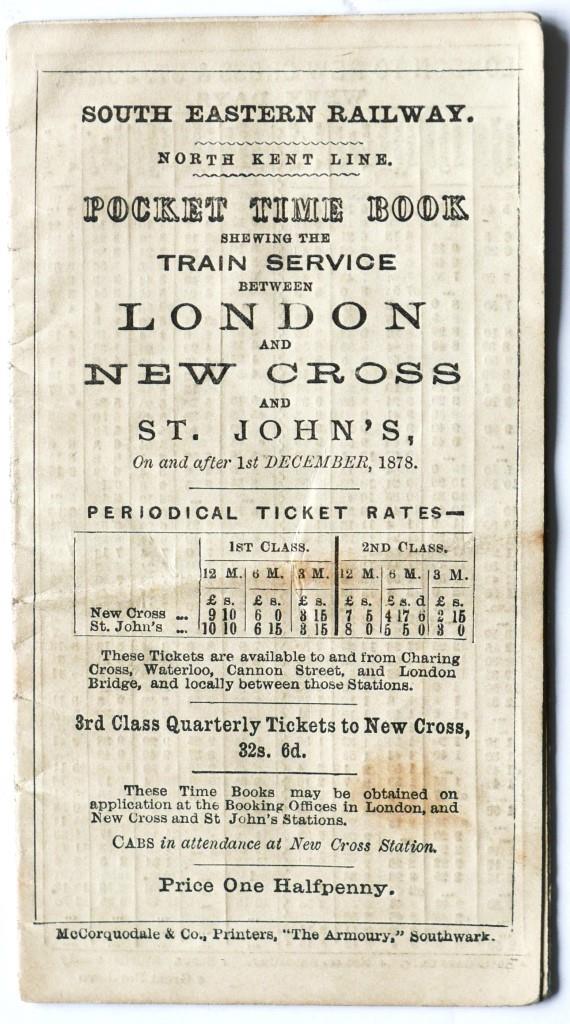 SOUTH EASTERN RAILWAY.
NORTH KENT LINE.
POCKET TIME BOOK
SHEWING THE
TRAIN SERVICE
BETWEEN
LONDON
AND
NEW CROSS
AND
ST. JOHN'S,
On and after 1st DECEMBER, 1878.
PERIODICAL TICKET RATES—
1ST CLASS. 2ND CLASS.
12 M. 6 M. 3 M. 12 M. 6 M. 3 M.
£ s. £ s. £ s. £ s. £ s. d £ s.
New Cross ... 9 10 6 0 3 15 7 5 4 17 6 2 15
St. John's ... 10 10 6 15 3 15 8 0 5 5 0 3 0
These Tickets are available to and from Charing
Cross, Waterloo, Cannon Street, and London
Bridge, and locally between those Stations.
3rd Class Quarterly Tickets to New Cross,
32s. 6d.
These Time Books may be obtained on
application at the Booking Offices in London, and
New Cross and St John's Stations.
CABS in attendance at New Cross Station.
Price One Halfpenny.
McCorquodale & Co., Printers, "The Armoury," Southwark.